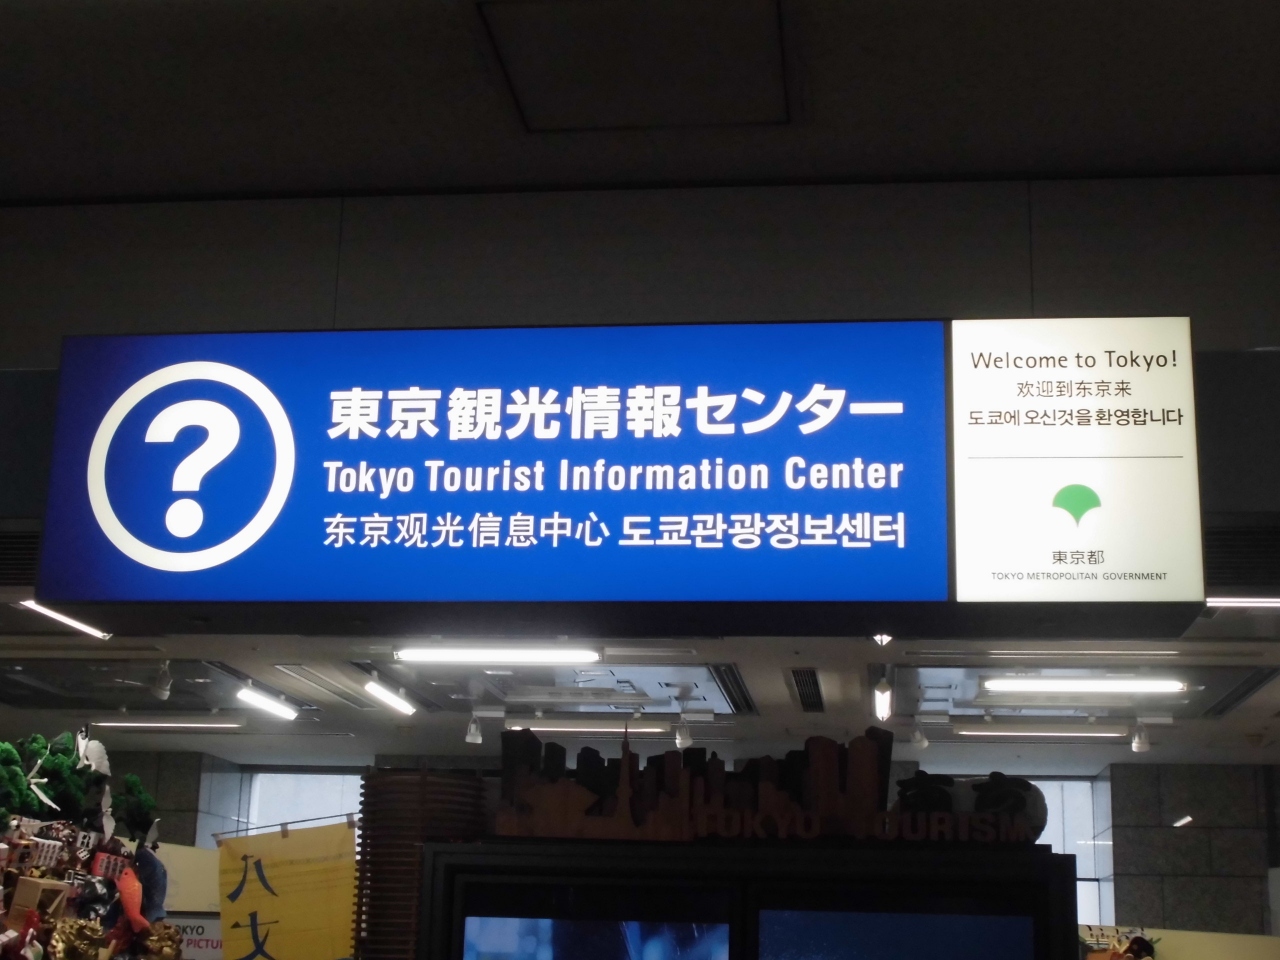 ?
東京観光情報センター
Tokyo Tourist Information Center
东京观光信息中心 도쿄관광정보센터
Welcome to Tokyo!
欢迎到东京来
도쿄에 오신것을 환영합니다
東京都
TOKYO METROPOLITAN GOVERNMENT
TOKYO TOURISM
八丈